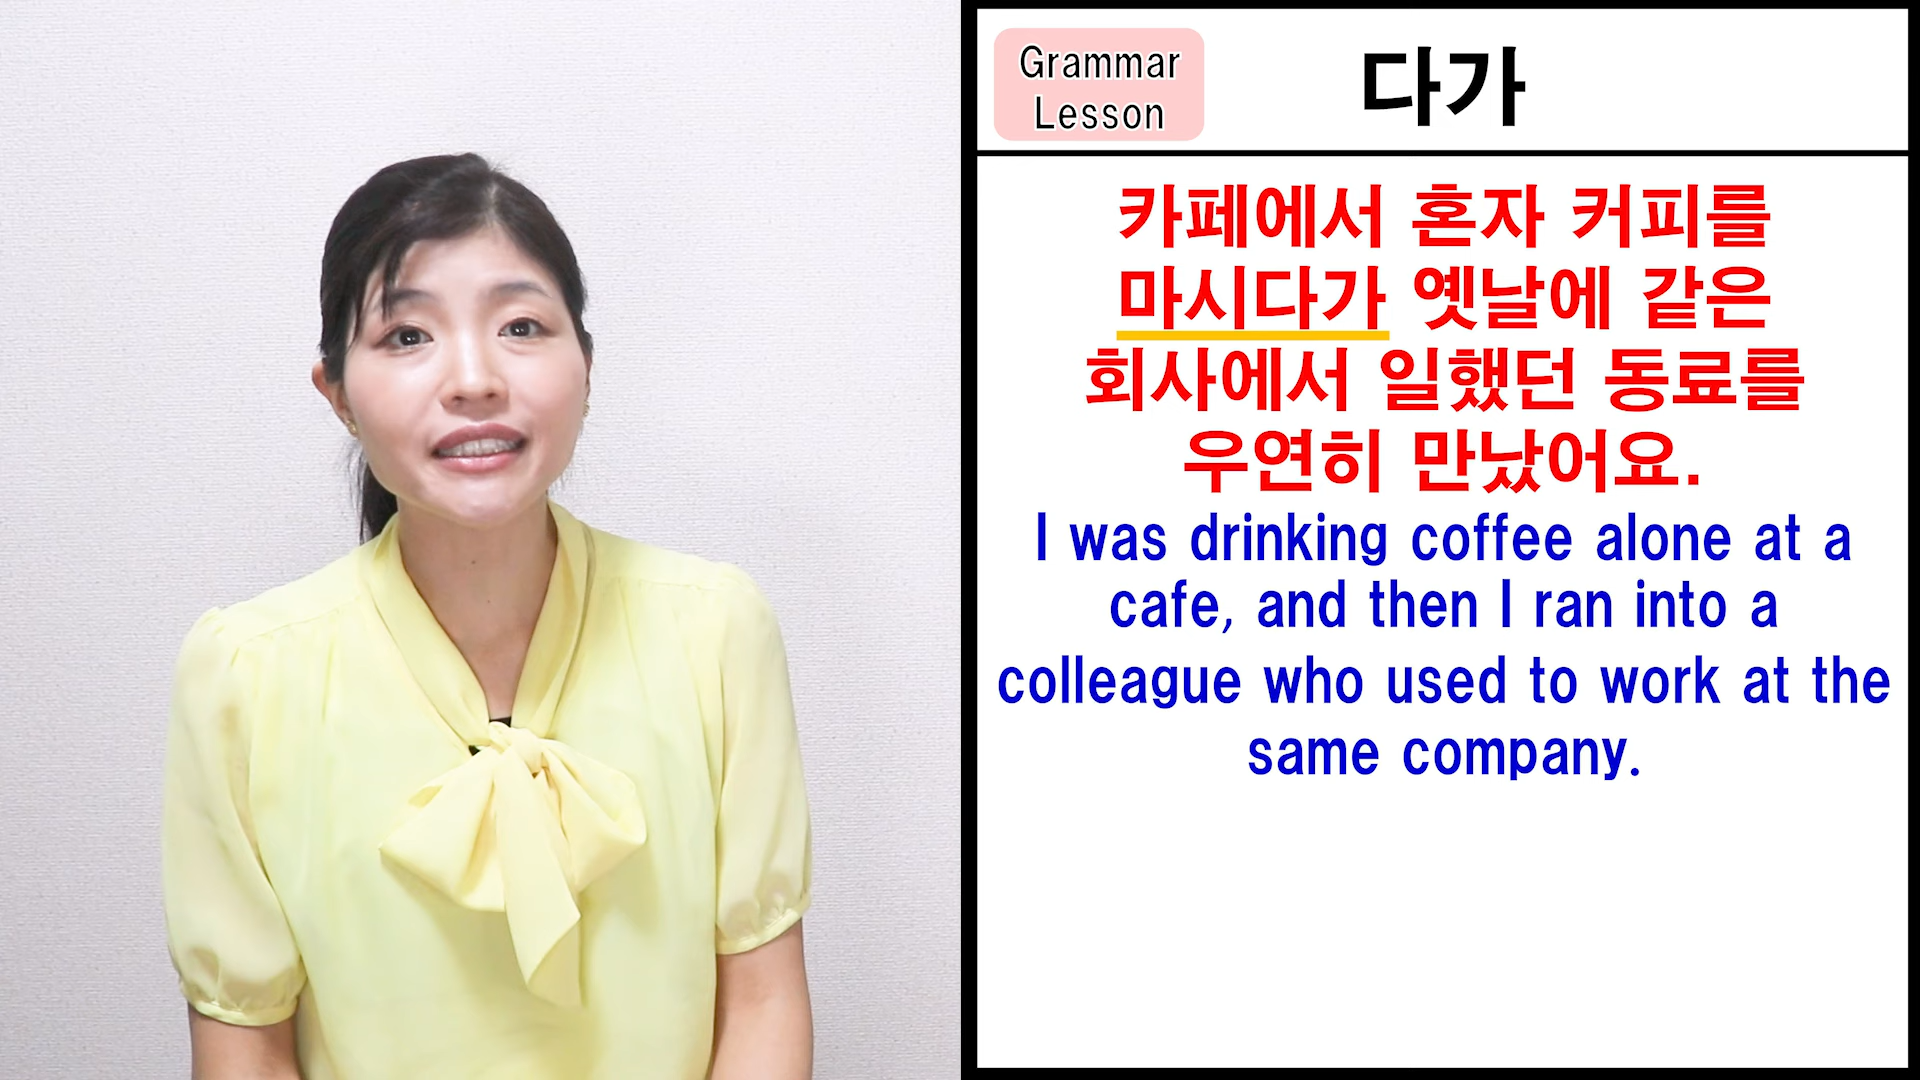 Grammar
Lesson
다가
카페에서 혼자 커피를
마시다가 옛날에 같은
회사에서 일했던 동료를
우연히 만났어요.
I was drinking coffee alone at a
cafe, and then I ran into a
colleague who used to work at the
same company.